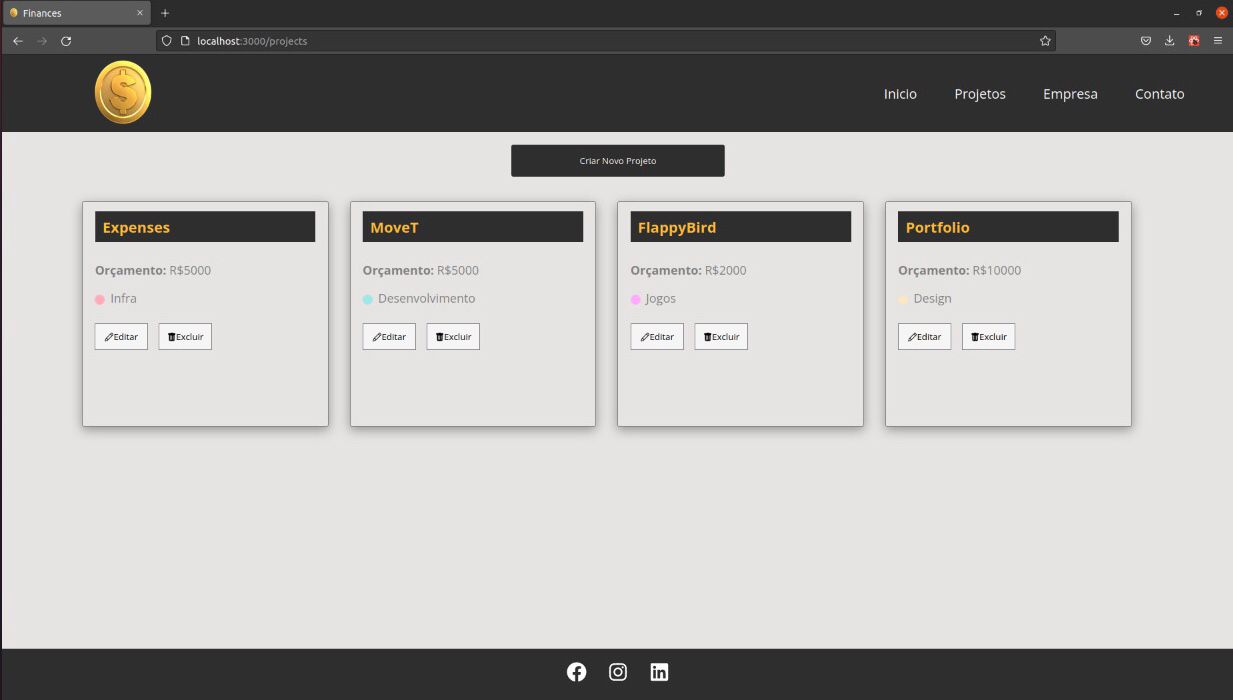 Finances
localhost:3000/projects
$
Inicio Projetos Empresa Contato
Criar Novo Projeto
Expenses
Orçamento: R$5000
Infra
Editar Excluir
MoveT
Orçamento: R$5000
Desenvolvimento
Editar Excluir
FlappyBird
Orçamento: R$2000
Jogos
Editar Excluir
Portfolio
Orçamento: R$10000
Design
Editar Excluir
in